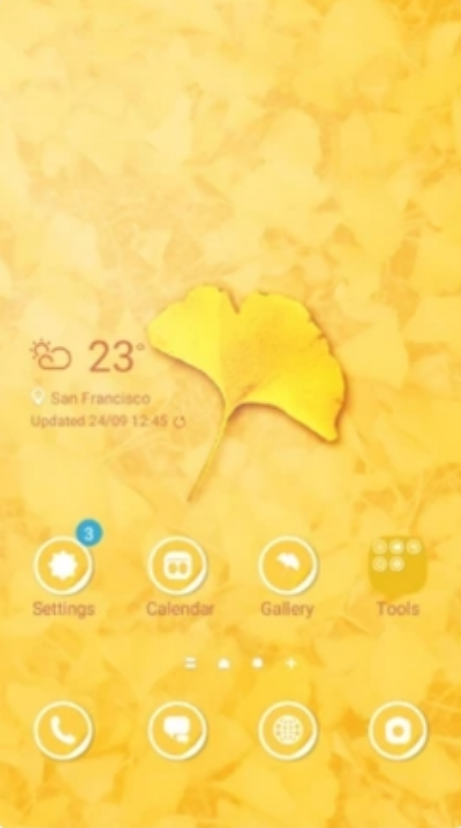 23°
San Francisco
Updated 24/09 12:45
3
Settings
Calendar
Gallery
Tools